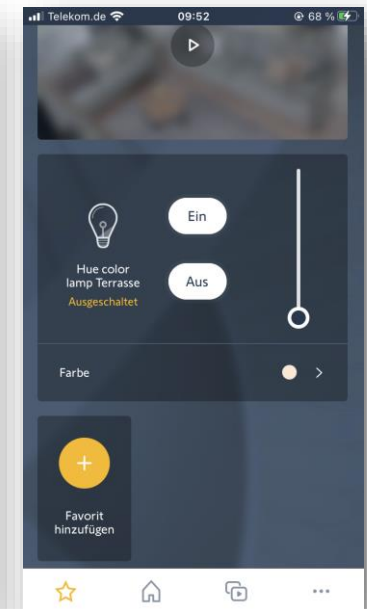 Telekom.de 09:52 68 %
Ein
Hue color
lamp Terrasse
Ausgeschaltet
Aus
Farbe
Favorit
hinzufügen